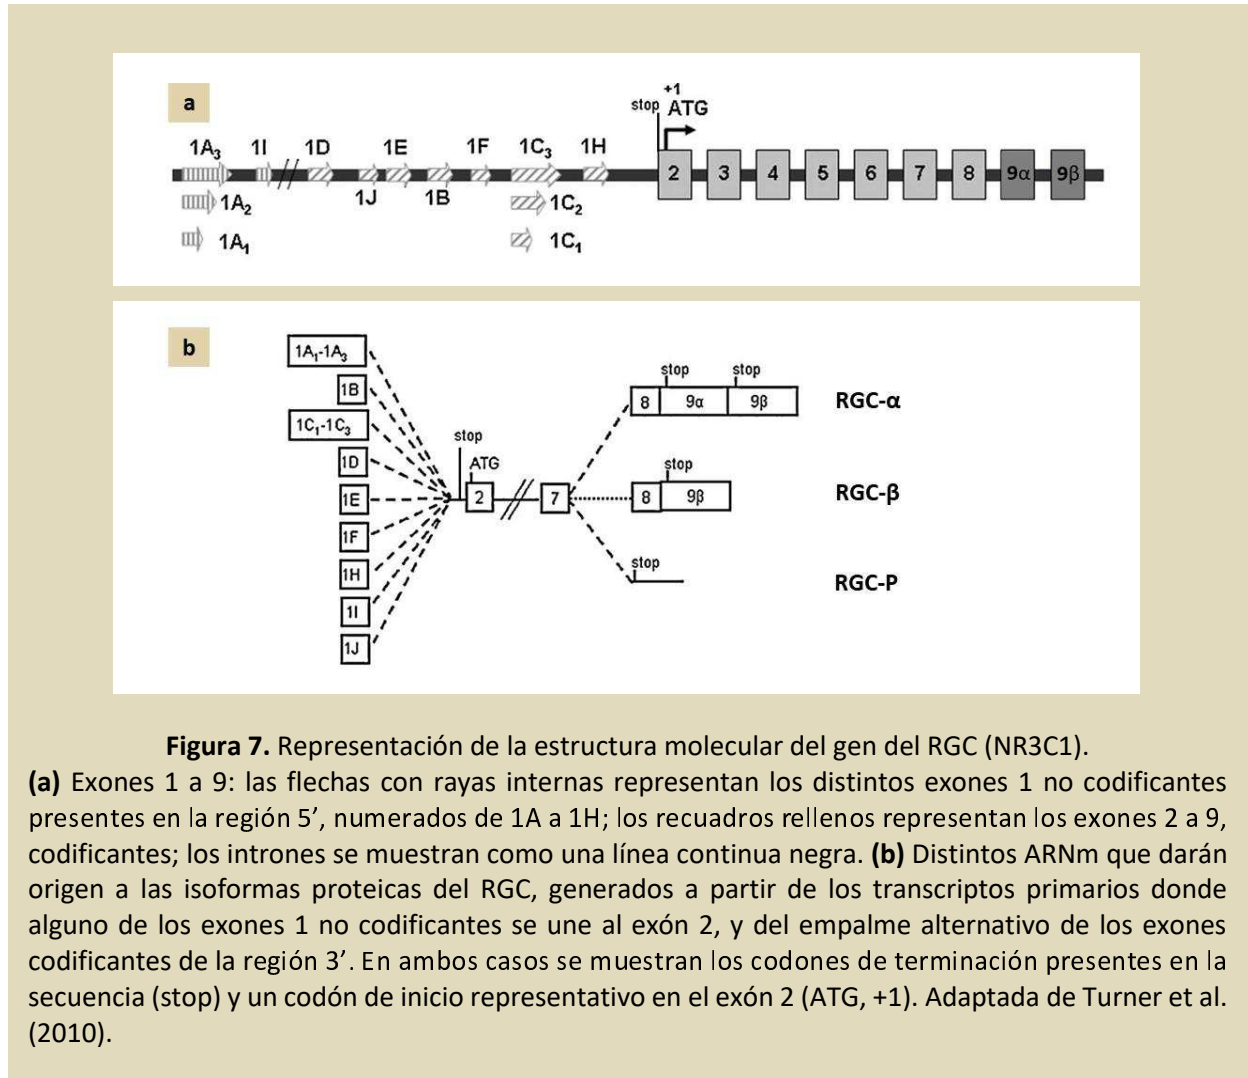 a
+1
stop ATG
1A3 1I 1D 1E 1F 1C3 1H
2 3 4 5 6 7 8 9α 9β
1J 1B
1A2 1C2
1A1 1C1
b
1A1-1A3
1B
1C1-1C3
1D
1E
1F
1H
1I
1J
stop
ATG
2 7
stop stop
8 9α 9β RGC-α
stop
8 9β RGC-β
stop
RGC-P
Figura 7. Representación de la estructura molecular del gen del RGC (NR3C1).
(a) Exones 1 a 9: las flechas con rayas internas representan los distintos exones 1 no codificantes
presentes en la región 5’, numerados de 1A a 1H; los recuadros rellenos representan los exones 2 a 9,
codificantes; los intrones se muestran como una línea continua negra. (b) Distintos ARNm que darán
origen a las isoformas proteicas del RGC, generados a partir de los transcriptos primarios donde
alguno de los exones 1 no codificantes se une al exón 2, y del empalme alternativo de los exones
codificantes de la región 3’. En ambos casos se muestran los codones de terminación presentes en la
secuencia (stop) y un codón de inicio representativo en el exón 2 (ATG, +1). Adaptada de Turner et al.
(2010).